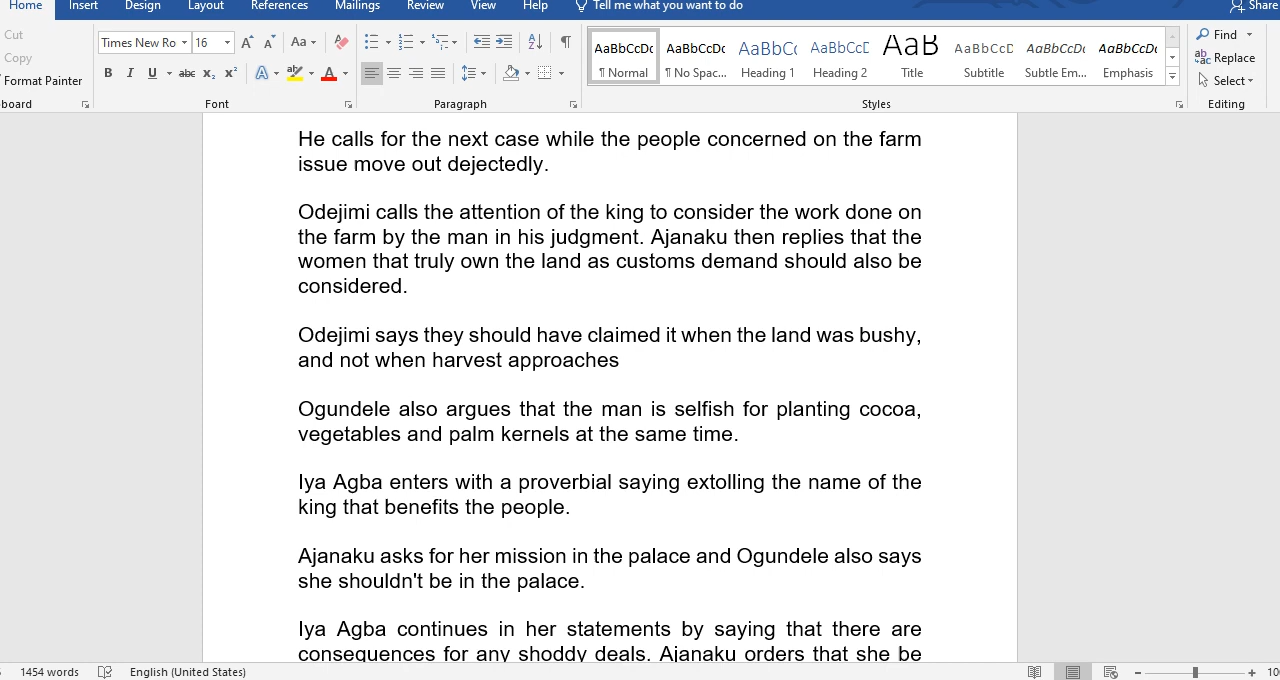 Home Insert Design Layout References Mailings Review View Help Tell me what you want to do Share
Cut
Copy
Format Painter
board
Times New Ro 16
Aa
B I U abc x₂ x²
A
ab
A
Font
Paragraph
AaBbCcDc AaBbCcDc AaBbCc AaBbCcD AaB AaBbCcD AaBbCcDc AaBbCcDc
¶ Normal ¶ No Spac... Heading 1 Heading 2 Title Subtitle Subtle Em... Emphasis
Styles
Find
Replace
Select
Editing
He calls for the next case while the people concerned on the farm
issue move out dejectedly.
Odejimi calls the attention of the king to consider the work done on
the farm by the man in his judgment. Ajanaku then replies that the
women that truly own the land as customs demand should also be
considered.
Odejimi says they should have claimed it when the land was bushy,
and not when harvest approaches
Ogundele also argues that the man is selfish for planting cocoa,
vegetables and palm kernels at the same time.
Iya Agba enters with a proverbial saying extolling the name of the
king that benefits the people.
Ajanaku asks for her mission in the palace and Ogundele also says
she shouldn't be in the palace.
Iya Agba continues in her statements by saying that there are
consequences for any shoddy deals. Ajanaku orders that she be
1454 words English (United States) 10